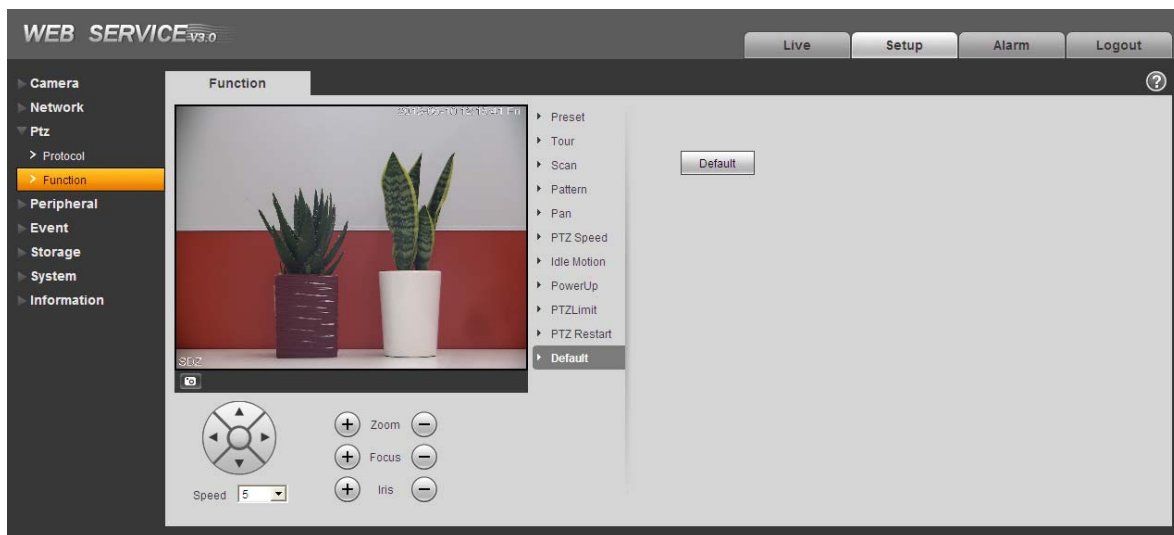 WEB SERVICE V3.0
Live
Setup
Alarm
Logout
Camera
Network
Ptz
Protocol
Function
Peripheral
Event
Storage
System
Information
Function
SDZ
Preset
Tour
Scan
Pattern
Pan
PTZ Speed
Idle Motion
PowerUp
PTZLimit
PTZ Restart
Default
Default
Zoom
Focus
Iris
Speed 5